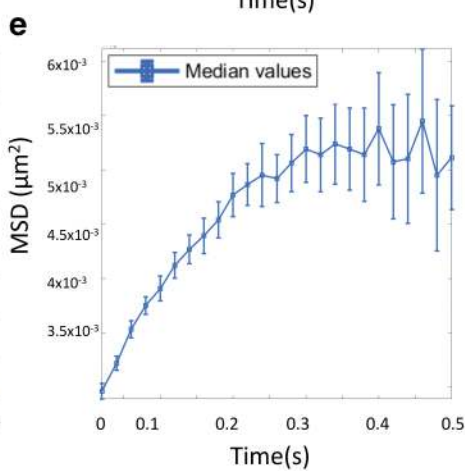 Time(s)
e
6x10⁻³
Median values
5.5x10⁻³
5x10⁻³
4.5x10⁻³
4x10⁻³
3.5x10⁻³
MSD (μm²)
0 0.1 0.2 0.3 0.4 0.5
Time(s)